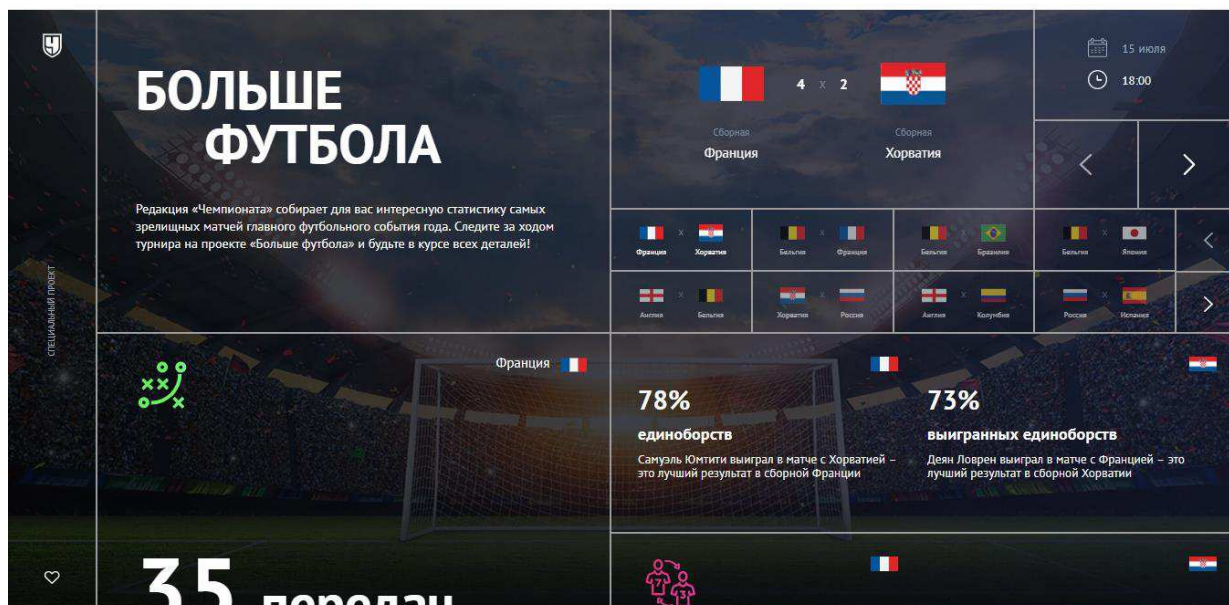 БОЛЬШЕ
ФУТБОЛА
Редакция «Чемпионата» собирает для вас интересную статистику самых
зрелищных матчей главного футбольного события года. Следите за ходом
турнира на проекте «Больше футбола» и будьте в курсе всех деталей!
СПЕЦИАЛЬНЫЙ ПРОЕКТ
4 x 2
Сборная
Франция
Сборная
Хорватия
15 июля
18:00
Франция x Хорватия
Бельгия x Франция
Бельгия x Бразилия
Бельгия x Япония
Англия x Бельгия
Хорватия x Россия
Англия x Колумбия
Россия x Испания
Франция
78%
единоборств
Самуэль Юмтити выиграл в матче с Хорватией –
это лучший результат в сборной Франции
73%
выигранных единоборств
Деян Ловрен выиграл в матче с Францией – это
лучший результат в сборной Хорватии
35 передач
7
3